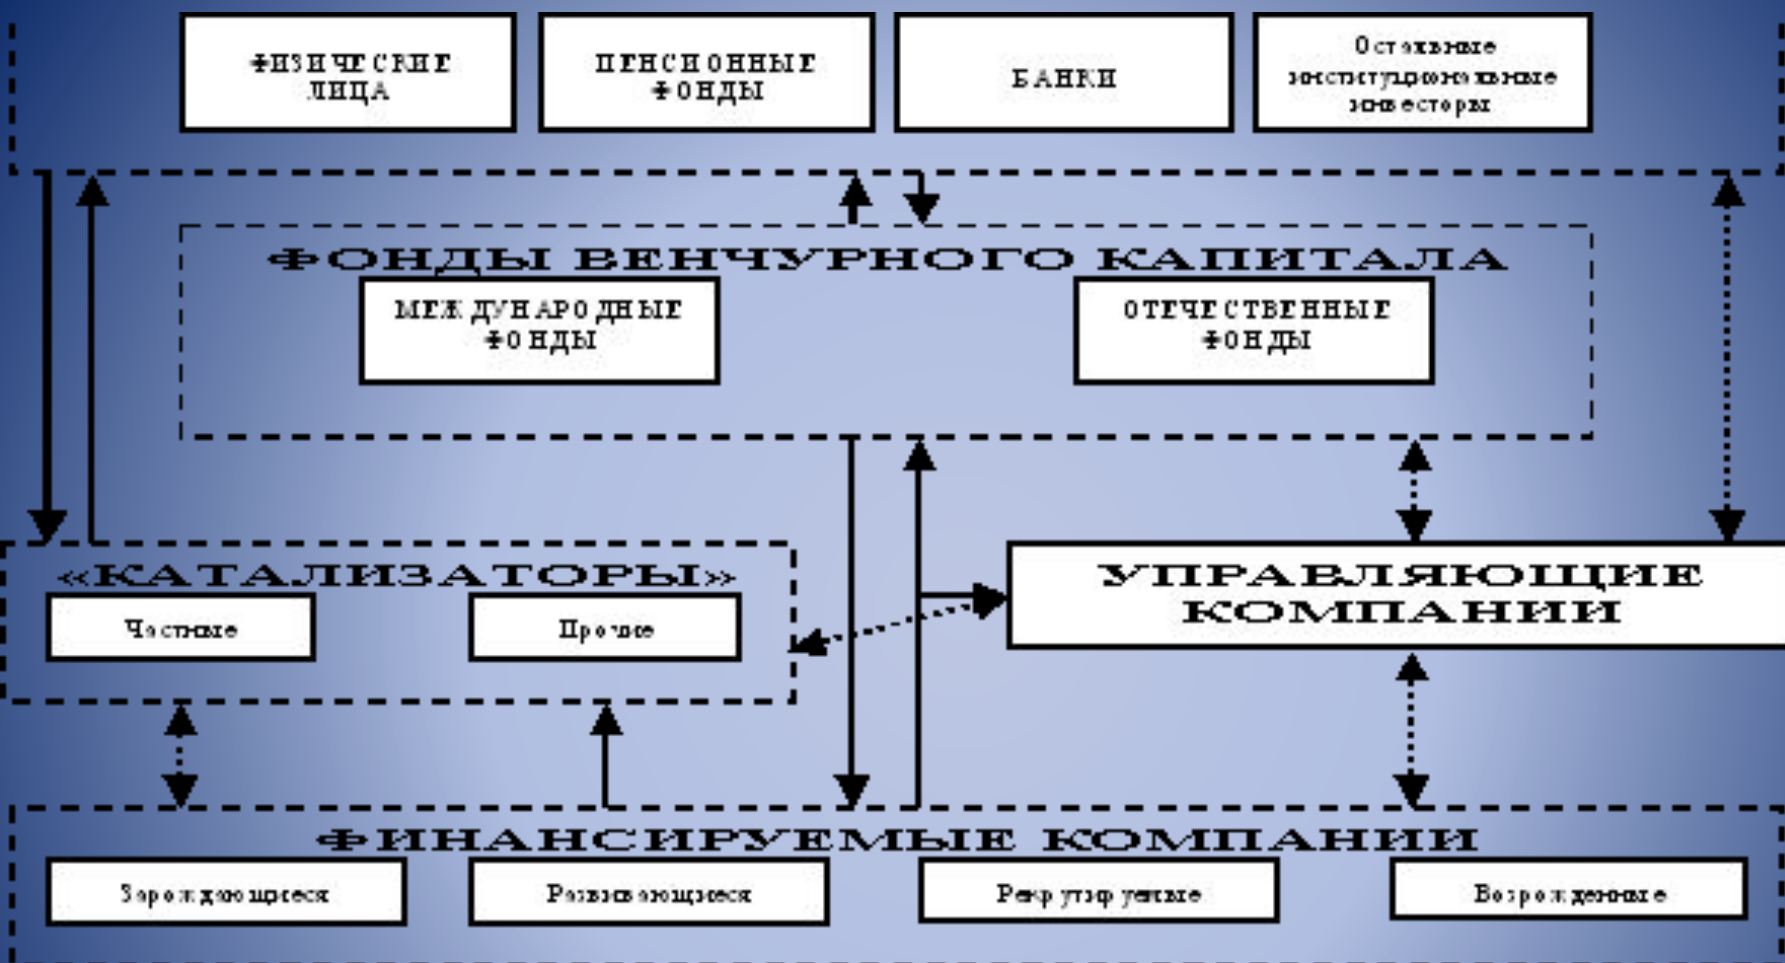 ФИЗИЧЕСКИЕ
ЛИЦА
ПЕНСИОННЫЕ
ФОНДЫ
БАНКИ
Остальные
институциональные
инвесторы
ФОНДЫ ВЕНЧУРНОГО КАПИТАЛА
МЕЖДУНАРОДНЫЕ
ФОНДЫ
ОТЕЧЕСТВЕННЫЕ
ФОНДЫ
«КАТАЛИЗАТОРЫ»
Частные
Прочие
УПРАВЛЯЮЩИЕ
КОМПАНИИ
ФИНАНСИРУЕМЫЕ КОМПАНИИ
Зарождающиеся
Развивающиеся
Рекрутируемые
Возрожденные